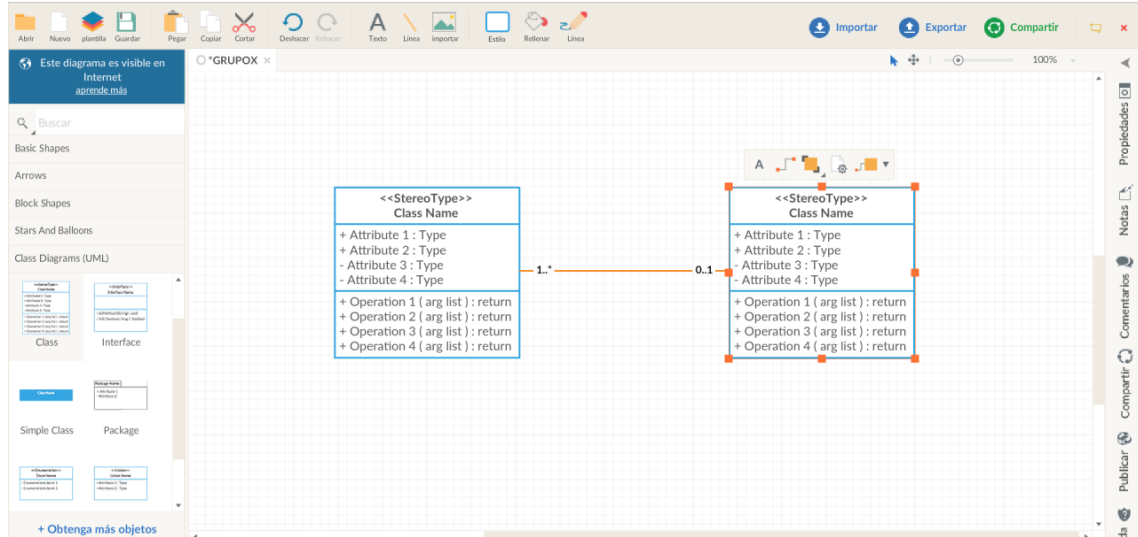 Abrir Nuevo plantilla Guardar Pegar Copiar Cortar Deshacer Rehacer Texto Línea importar Estilo Rellenar Línea Importar Exportar Compartir
Este diagrama es visible en
Internet
aprende más
*GRUPOX
100%
Buscar
Basic Shapes
Arrows
Block Shapes
Stars And Balloons
Class Diagrams (UML)
Class
Interface
Simple Class
Package
+ Obtenga más objetos
<<StereoType>>
Class Name
+ Attribute 1 : Type
+ Attribute 2 : Type
- Attribute 3 : Type
- Attribute 4 : Type
+ Operation 1 ( arg list ) : return
+ Operation 2 ( arg list ) : return
+ Operation 3 ( arg list ) : return
+ Operation 4 ( arg list ) : return
1..*
0..1
A
<<StereoType>>
Class Name
+ Attribute 1 : Type
+ Attribute 2 : Type
- Attribute 3 : Type
- Attribute 4 : Type
+ Operation 1 ( arg list ) : return
+ Operation 2 ( arg list ) : return
+ Operation 3 ( arg list ) : return
+ Operation 4 ( arg list ) : return
Propiedades
Notas
Comentarios
Compartir
Publicar
da